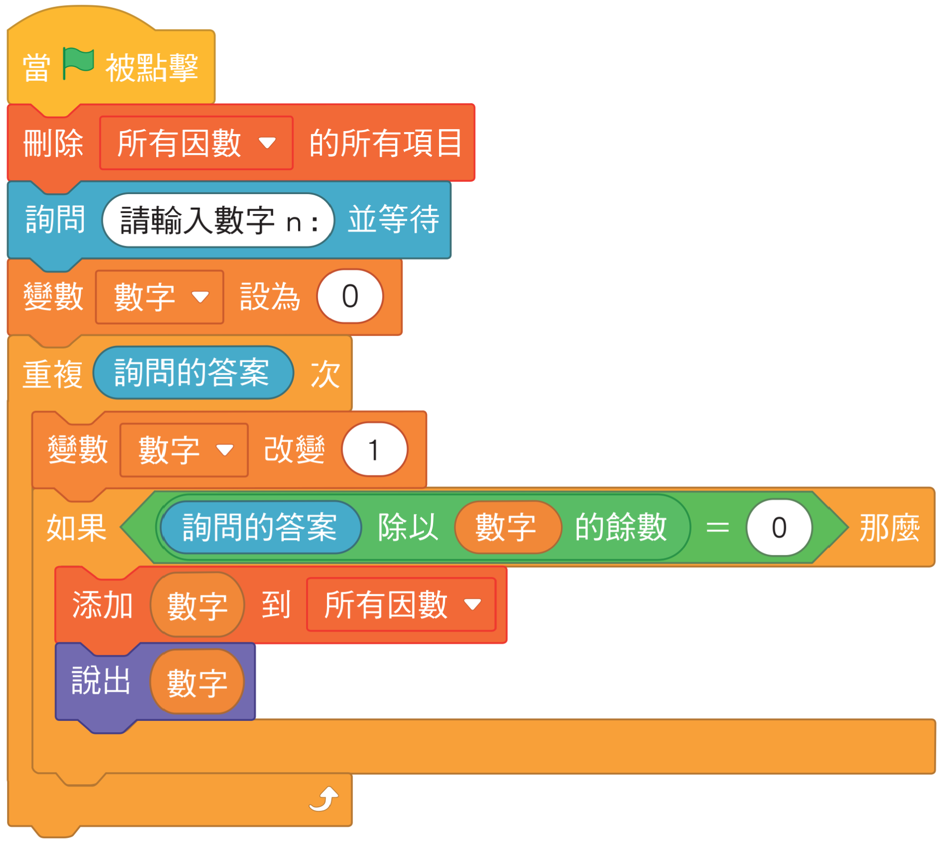 當 被點擊
刪除 所有因數 的所有項目
詢問 請輸入數字 n : 並等待
變數 數字 設為 0
重複 詢問的答案 次
變數 數字 改變 1
如果 詢問的答案 除以 數字 的餘數 = 0 那麼
添加 數字 到 所有因數
說出 數字